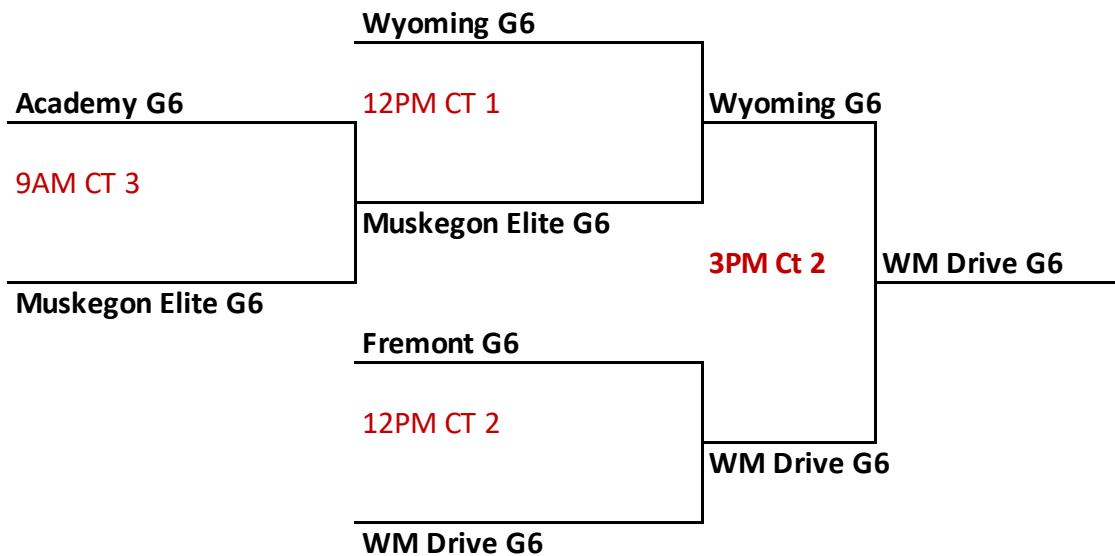 Wyoming G6
Academy G6
12PM CT 1
Wyoming G6
9AM CT 3
Muskegon Elite G6
3PM Ct 2
WM Drive G6
Muskegon Elite G6
Fremont G6
12PM CT 2
WM Drive G6
WM Drive G6